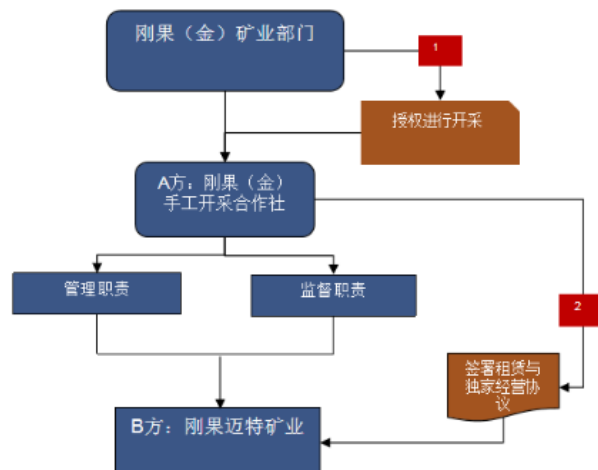 刚果（金）矿业部门
1
授权进行开采
A方：刚果（金）
手工开采合作社
管理职责
监督职责
2
签署租赁与
独家经营协
议
B方：刚果迈特矿业